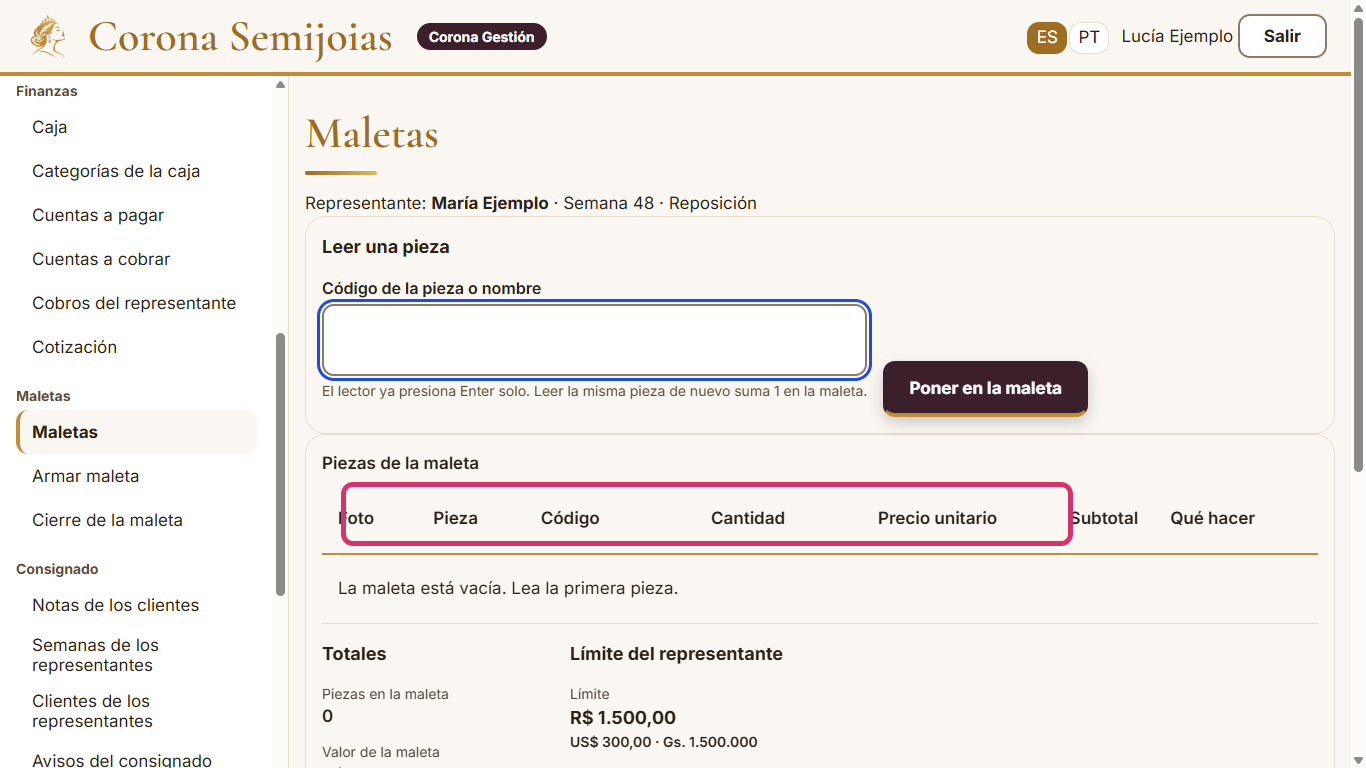 Corona Semijoias
Corona Gestión
ES PT Lucía Ejemplo Salir
Finanzas
Caja
Categorías de la caja
Cuentas a pagar
Cuentas a cobrar
Cobros del representante
Cotización
Maletas
Maletas
Armar maleta
Cierre de la maleta
Consignado
Notas de los clientes
Semanas de los
representantes
Clientes de los
representantes
Avisos del consignado
Maletas
Representante: María Ejemplo · Semana 48 · Reposición
Leer una pieza
Código de la pieza o nombre
El lector ya presiona Enter solo. Leer la misma pieza de nuevo suma 1 en la maleta.
Poner en la maleta
Piezas de la maleta
Foto Pieza Código Cantidad Precio unitario Subtotal Qué hacer
La maleta está vacía. Lea la primera pieza.
Totales
Piezas en la maleta
0
Valor de la maleta
Límite del representante
Límite
R$ 1.500,00
US$ 300,00 · Gs. 1.500.000